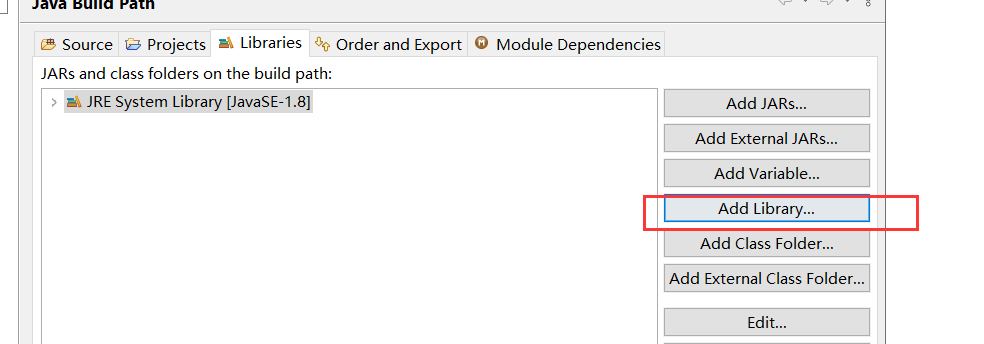 Java Build Path
Source Projects Libraries Order and Export Module Dependencies
JARs and class folders on the build path:
JRE System Library [JavaSE-1.8]
Add JARs...
Add External JARs...
Add Variable...
Add Library...
Add Class Folder...
Add External Class Folder...
Edit...